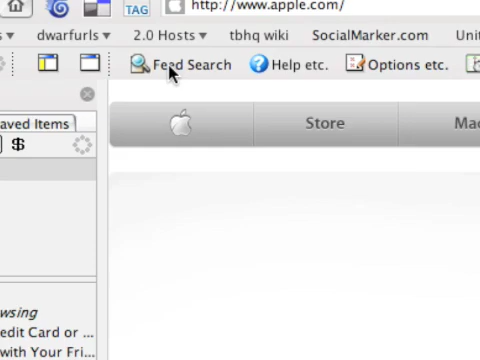 TAG http://www.apple.com/
dwarfurls 2.0 Hosts tbhq wiki SocialMarker.com
Feed Search Help etc. Options etc.
aved Items
$
Store
edit Card or ...
with Your Fri...